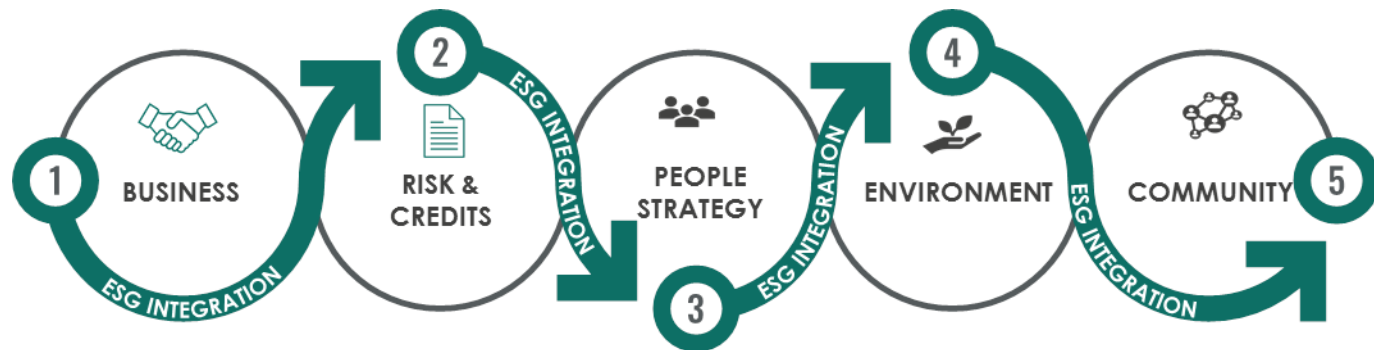 1
BUSINESS
ESG INTEGRATION
2
RISK &
CREDITS
ESG INTEGRATION
PEOPLE
STRATEGY
3
ESG INTEGRATION
4
ENVIRONMENT
ESG INTEGRATION
COMMUNITY
5